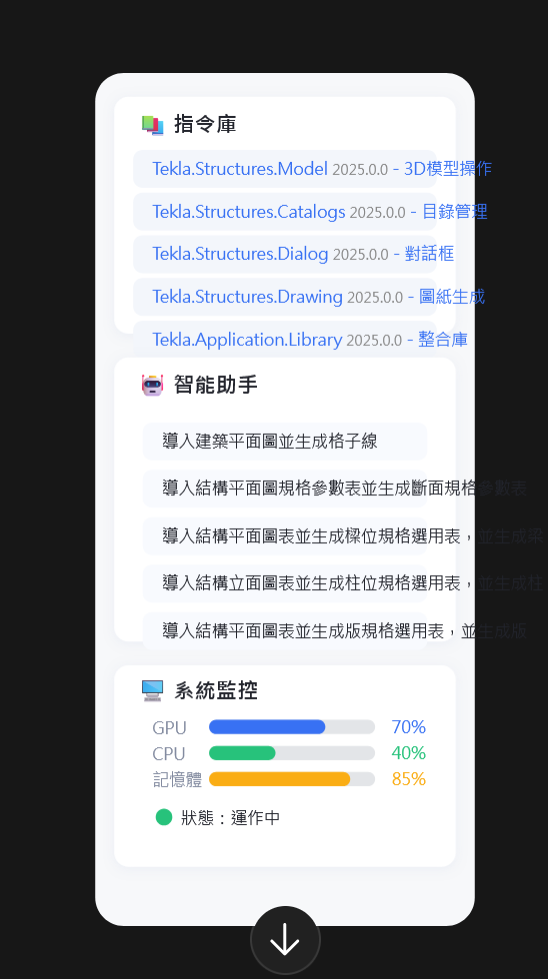 指令庫
Tekla.Structures.Model 2025.0.0 - 3D模型操作
Tekla.Structures.Catalogs 2025.0.0 - 目錄管理
Tekla.Structures.Dialog 2025.0.0 - 對話框
Tekla.Structures.Drawing 2025.0.0 - 圖紙生成
Tekla.Application.Library 2025.0.0 - 整合庫
智能助手
導入建築平面圖並生成格子線
導入結構平面圖規格參數表並生成斷面規格參數表
導入結構平面圖表並生成樑位規格選用表，並生成梁
導入結構立面圖表並生成柱位規格選用表，並生成柱
導入結構平面圖表並生成版規格選用表，並生成版
系統監控
GPU 70%
CPU 40%
記憶體 85%
狀態：運作中